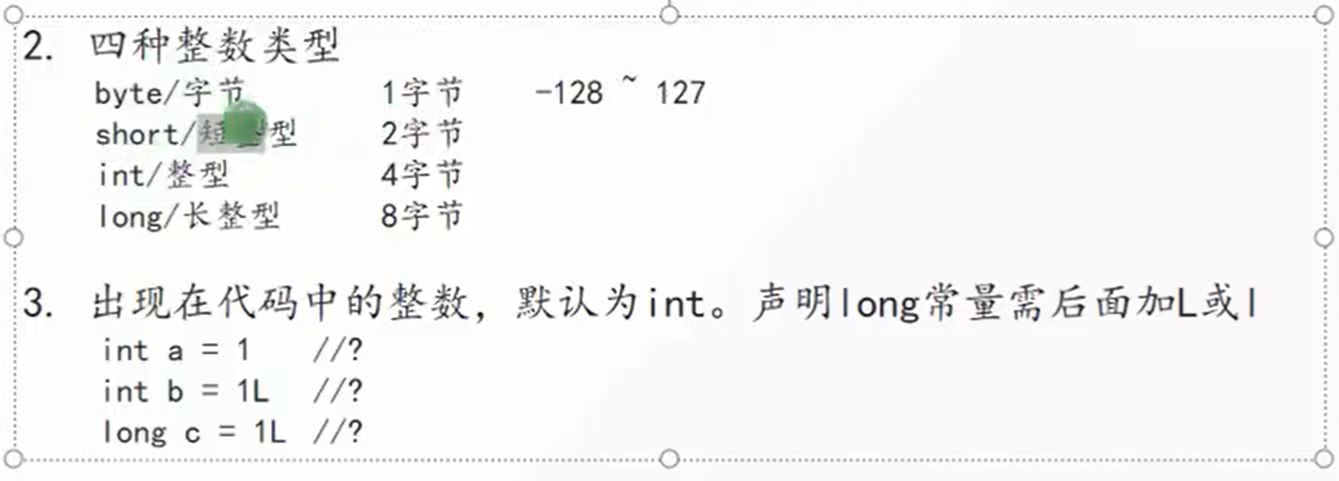 2. 四种整数类型
byte/字节 1字节 -128 ~ 127
short/短整型 2字节
int/整型 4字节
long/长整型 8字节
3. 出现在代码中的整数，默认为int。声明long常量需后面加L或l
int a = 1 //?
int b = 1L //?
long c = 1L //?